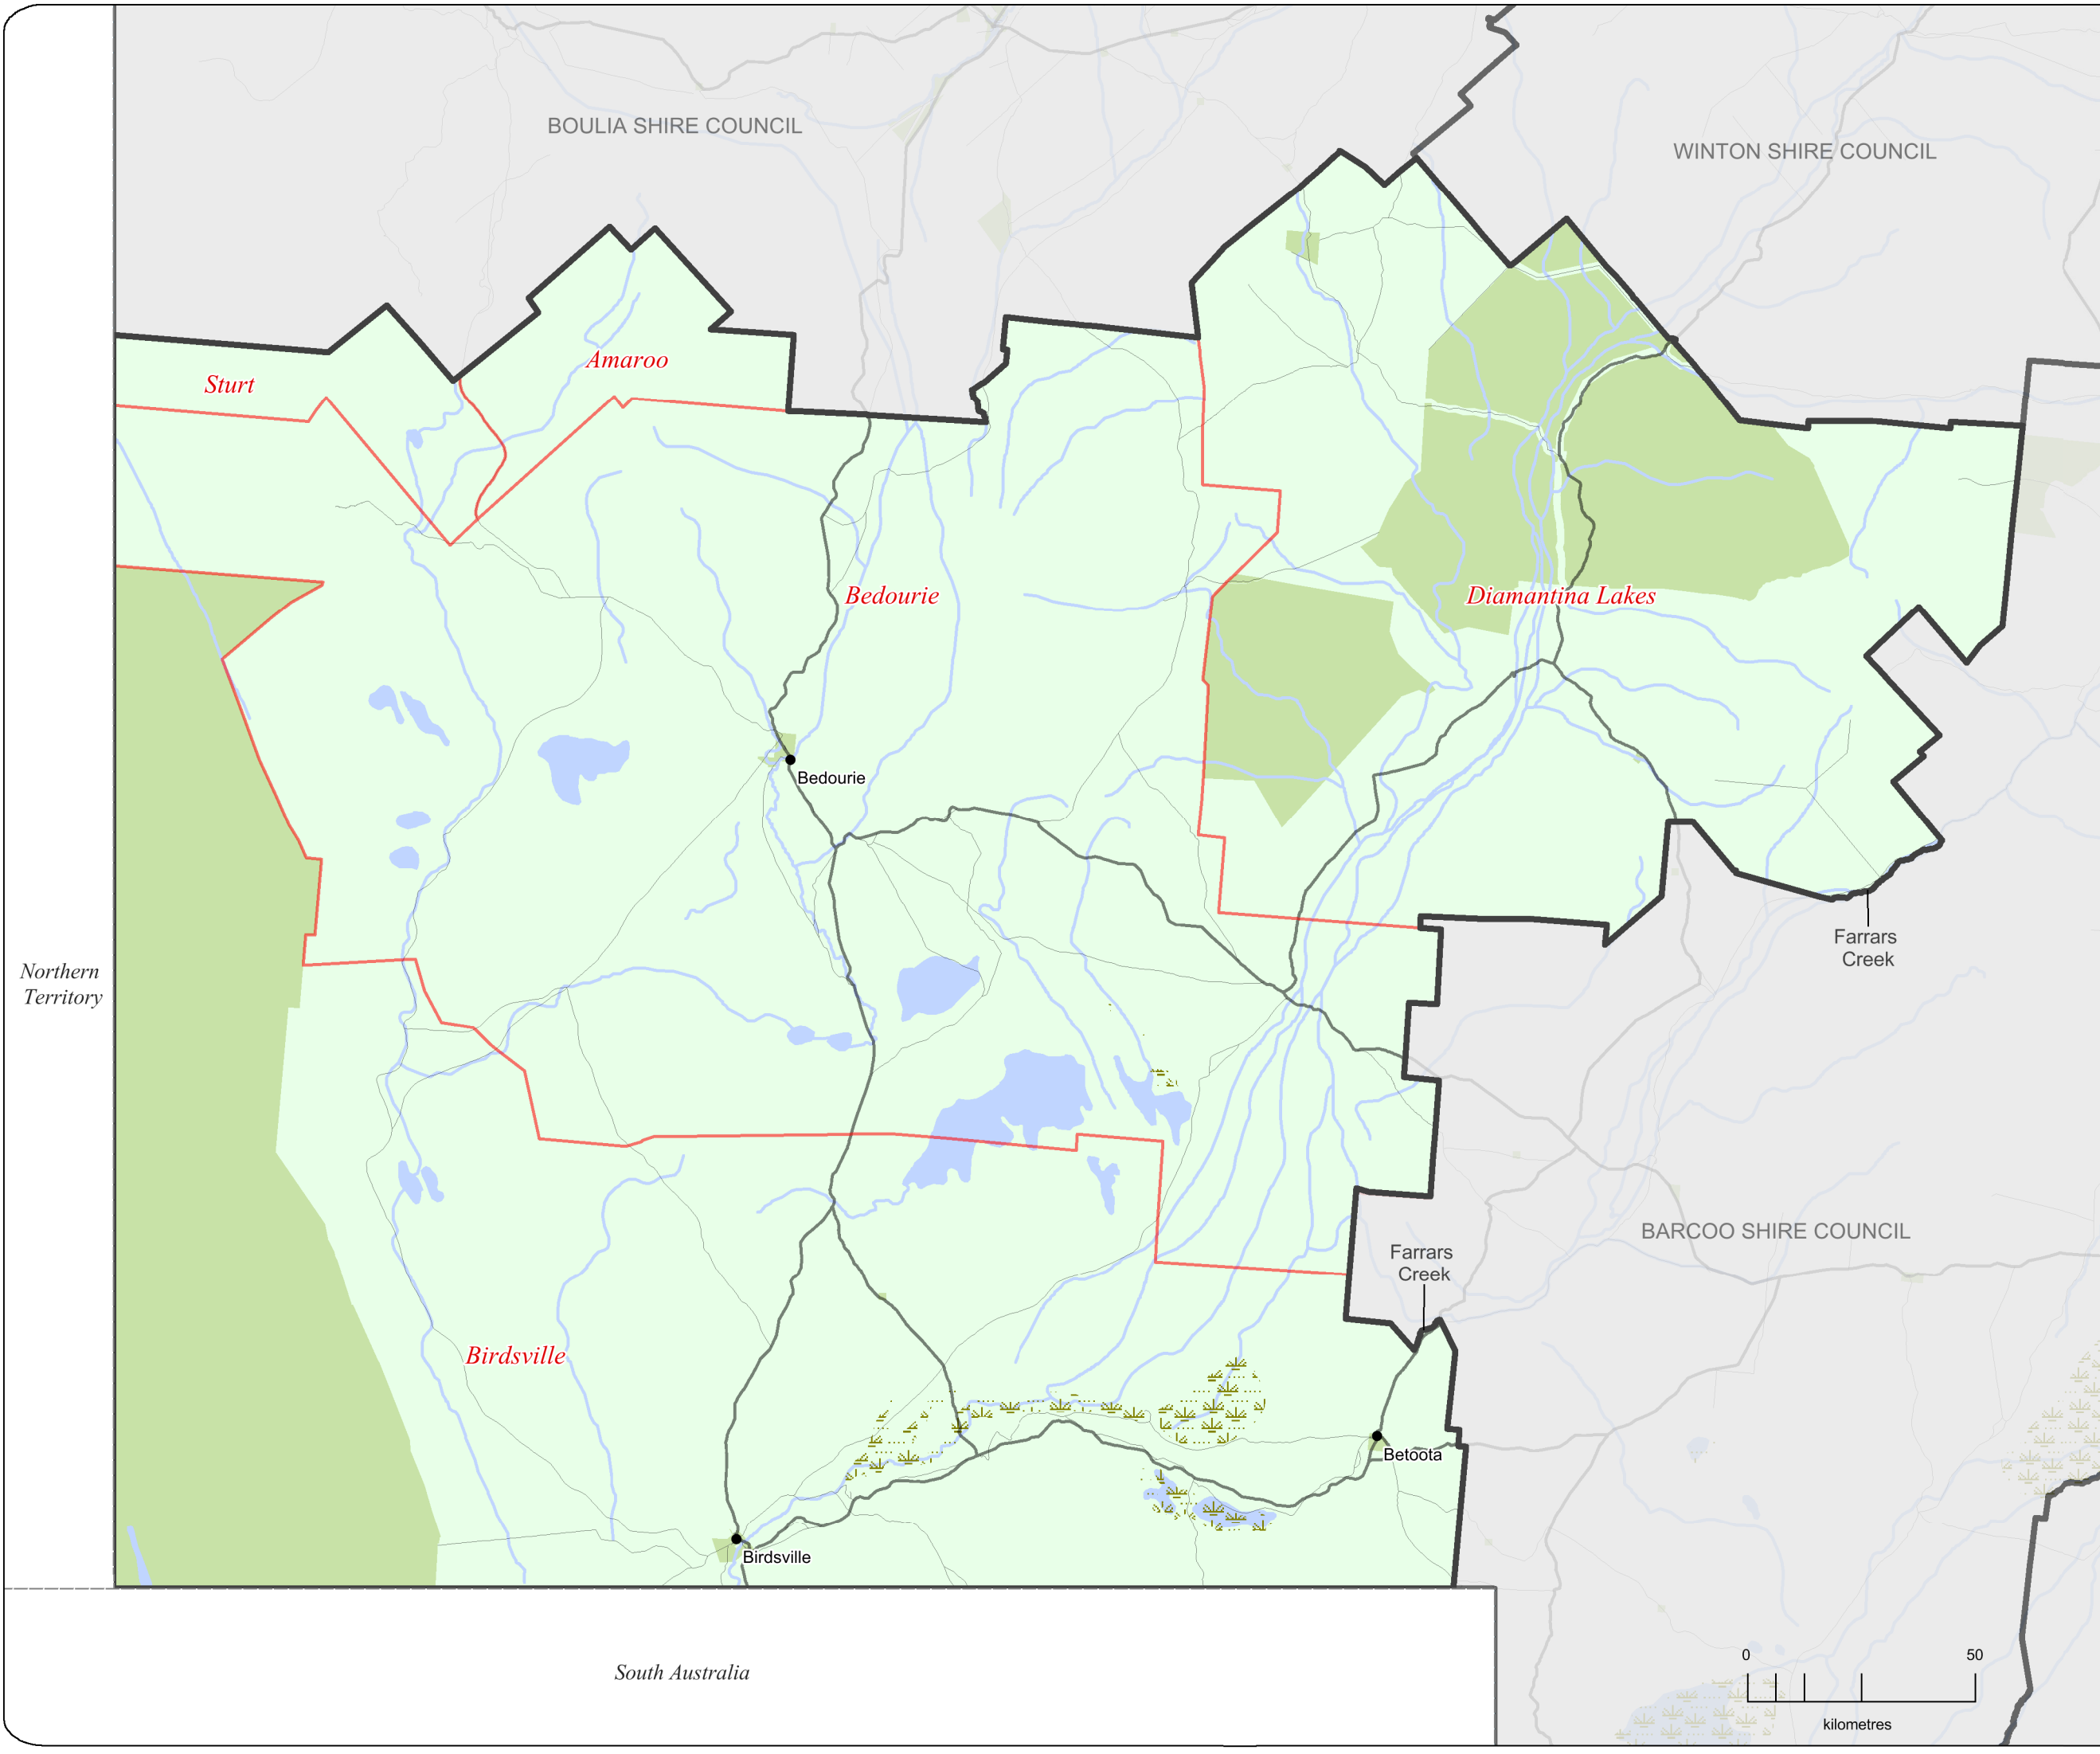 BOULIA SHIRE COUNCIL
WINTON SHIRE COUNCIL
Amaroo
Sturt
Bedourie
Diamantina Lakes
Bedourie
Farrars
Creek
Northern
Territory
BARCOO SHIRE COUNCIL
Farrars
Creek
Birdsville
Betoota
Birdsville
South Australia
0 50
kilometres